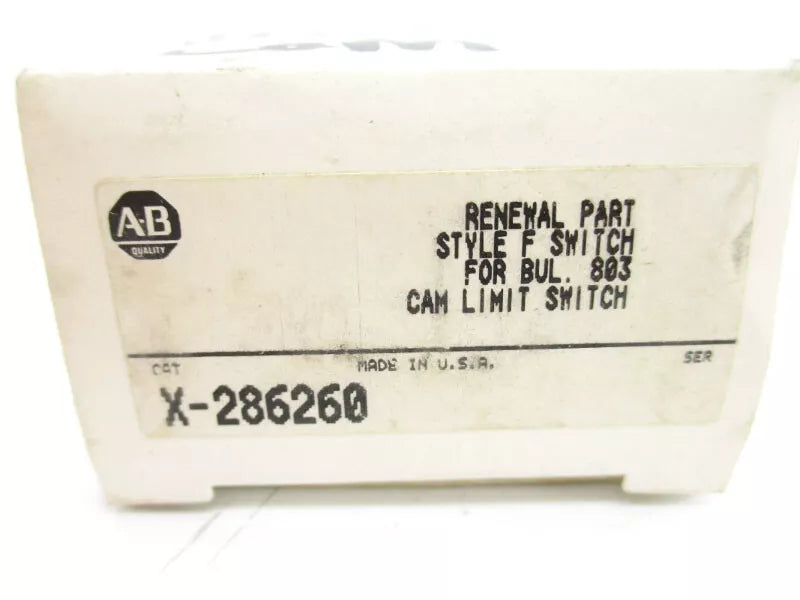 A-B
QUALITY
RENEWAL PART
STYLE F SWITCH
FOR BUL. 803
CAM LIMIT SWITCH
CAT MADE IN U.S.A. SER
X-286260